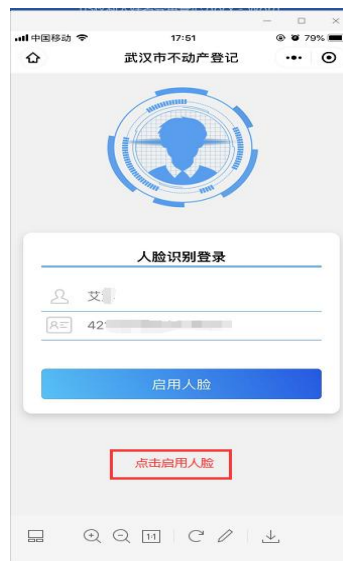 中国移动 17:51 79%
武汉市不动产登记
人脸识别登录
艾
42
启用人脸
点击启用人脸
1:1